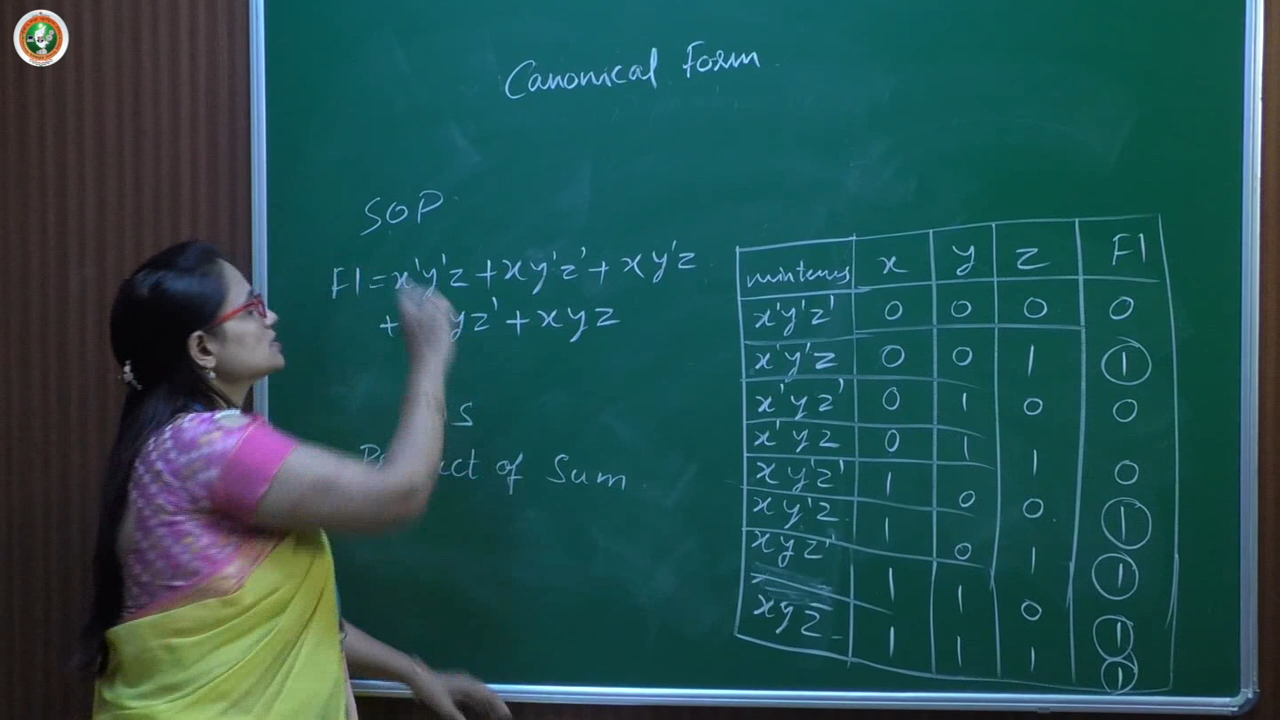 Canonical Form
SOP
F1=x'y'z+xy'z'+xy'z
+ yz'+xyz
S
of Sum
minterms x y z F1
x'y'z' 0 0 0 0
x'y'z 0 0 1 1
x'yz' 0 1 0 0
x'yz 0 1 1 0
xy'z' 1 0 0 1
xy'z 1 0 1 1
xyz' 1 1 0 1
xyz 1 1 1 1